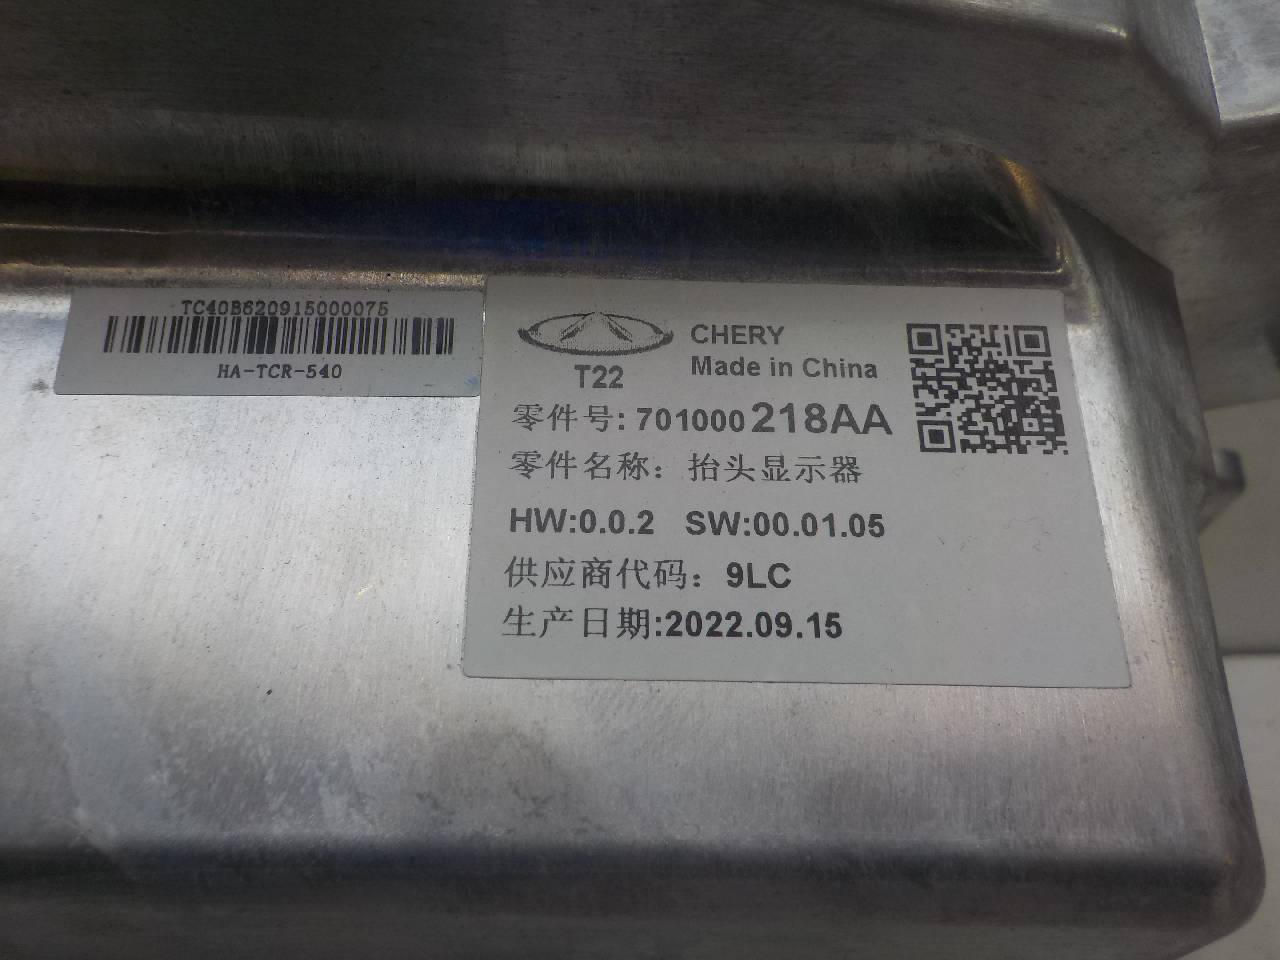 TC40B620915000075
HA-TCR-540
CHERY
Made in China
T22
零件号: 701000218AA
零件名称: 抬头显示器
HW:0.0.2 SW:00.01.05
供应商代码: 9LC
生产日期:2022.09.15